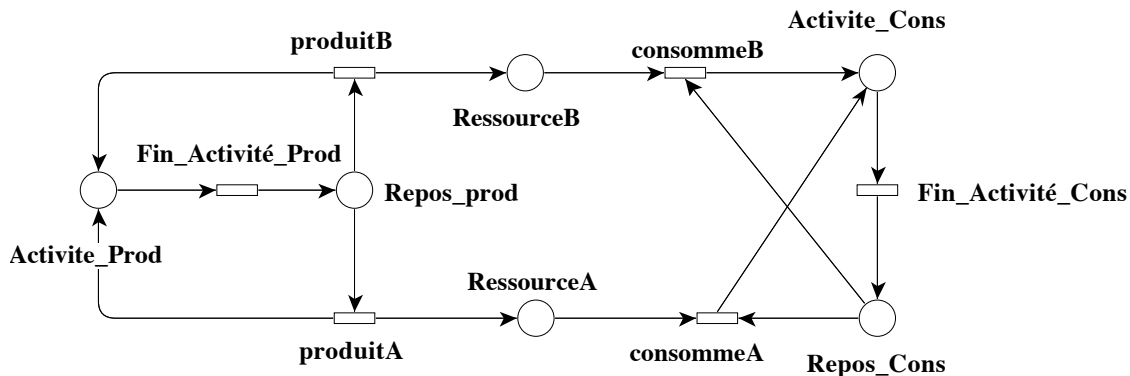 Activite_Cons
produitB
consommeB
RessourceB
Fin_Activité_Prod
Repos_prod
Fin_Activité_Cons
Activite_Prod
RessourceA
produitA
consommeA
Repos_Cons